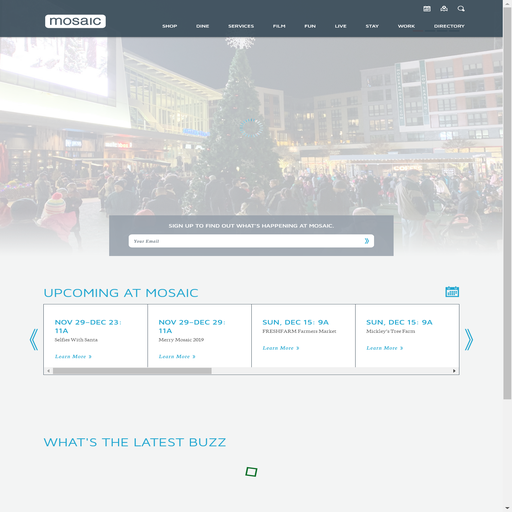 mosaic
SHOP DINE SERVICES FILM FUN LIVE STAY WORK DIRECTORY
SIGN UP TO FIND OUT WHAT'S HAPPENING AT MOSAIC.
Your Email
UPCOMING AT MOSAIC
NOV 29–DEC 23:
11A
Selfies With Santa
Learn More
NOV 29–DEC 29:
11A
Merry Mosaic 2019
Learn More
SUN, DEC 15: 9A
FRESHFARM Farmers Market
Learn More
SUN, DEC 15: 9A
Mickley's Tree Farm
Learn More
WHAT'S THE LATEST BUZZ